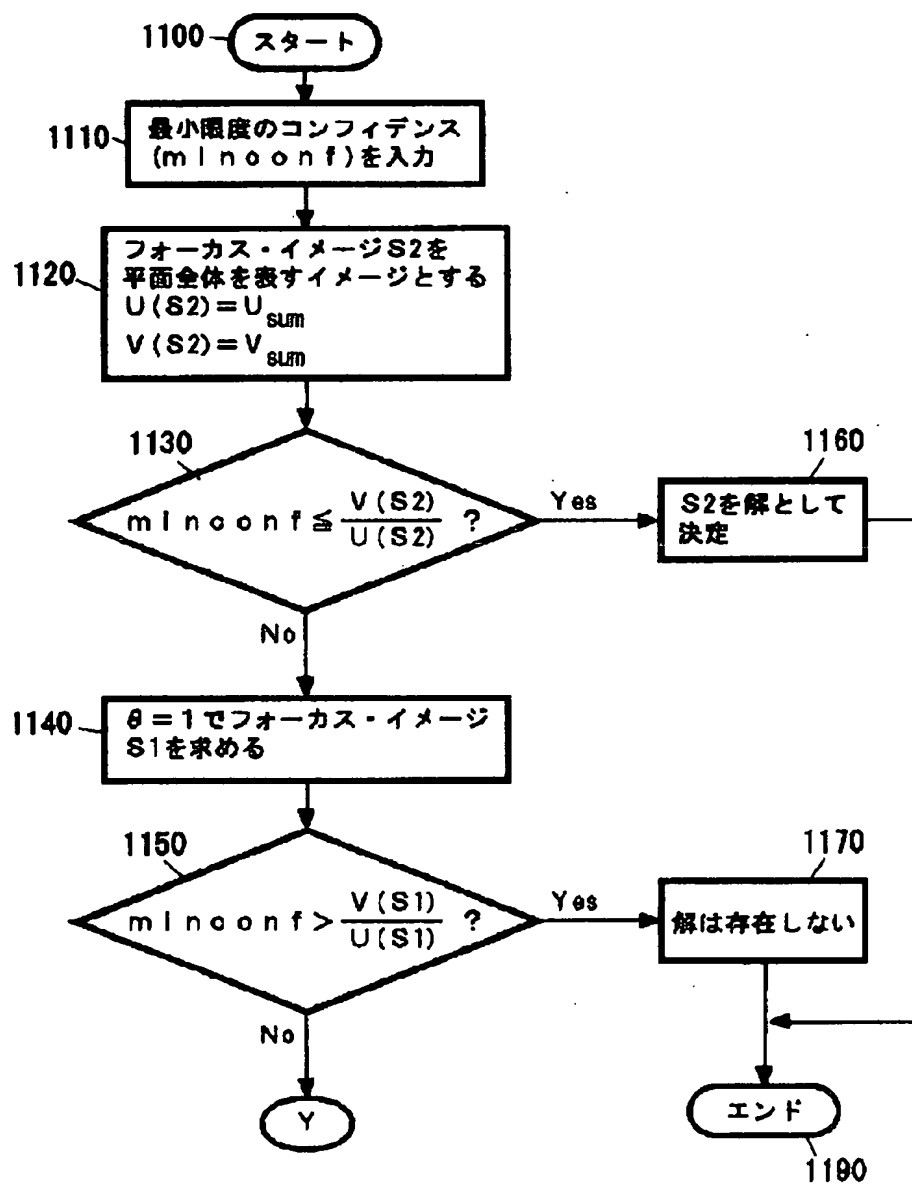 1100
スタート
1110
最小限度のコンフィデンス
(minconf)を入力
1120
フォーカス・イメージS2を
平面全体を表すイメージとする
U(S2)=Usum
V(S2)=Vsum
1130
minconf≦V(S2)/U(S2) ?
Yes
1160
S2を解として
決定
No
1140
θ=1でフォーカス・イメージ
S1を求める
1150
minconf>V(S1)/U(S1) ?
Yes
1170
解は存在しない
No
Y
エンド
1190